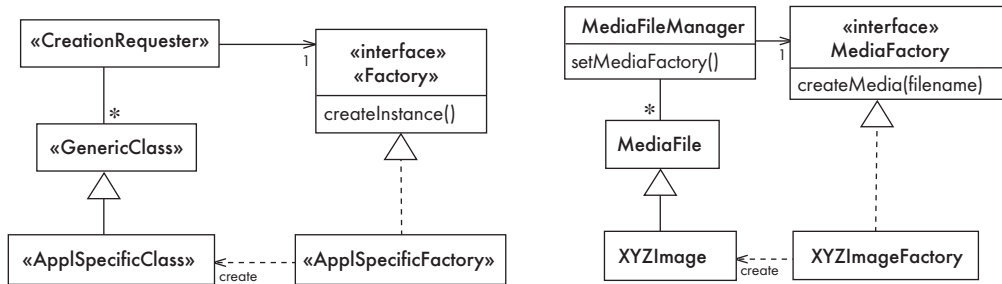 «CreationRequester»
1
«interface»
«Factory»
createInstance()
*
«GenericClass»
«ApplSpecificClass»
create
«ApplSpecificFactory»
MediaFileManager
setMediaFactory()
1
«interface»
MediaFactory
createMedia(filename)
*
MediaFile
XYZImage
create
XYZImageFactory